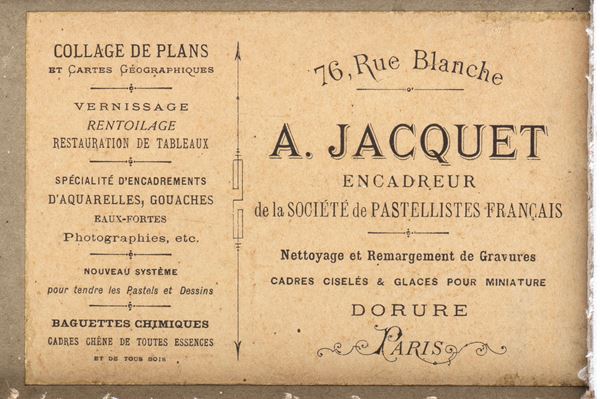 COLLAGE DE PLANS
ET CARTES GÉOGRAPHIQUES
VERNISSAGE
RENTOILAGE
RESTAURATION DE TABLEAUX
SPÉCIALITÉ D'ENCADREMENTS
D'AQUARELLES, GOUACHES
EAUX-FORTES
Photographies, etc.
NOUVEAU SYSTÈME
pour tendre les Pastels et Dessins
BAGUETTES CHIMIQUES
CADRES CHÊNE DE TOUTES ESSENCES
ET DE TOUS BOIS
76, Rue Blanche
A. JACQUET
ENCADREUR
de la SOCIÉTÉ de PASTELLISTES FRANÇAIS
Nettoyage et Remargement de Gravures
CADRES CISELÉS & GLACES POUR MINIATURE
DORURE
PARIS